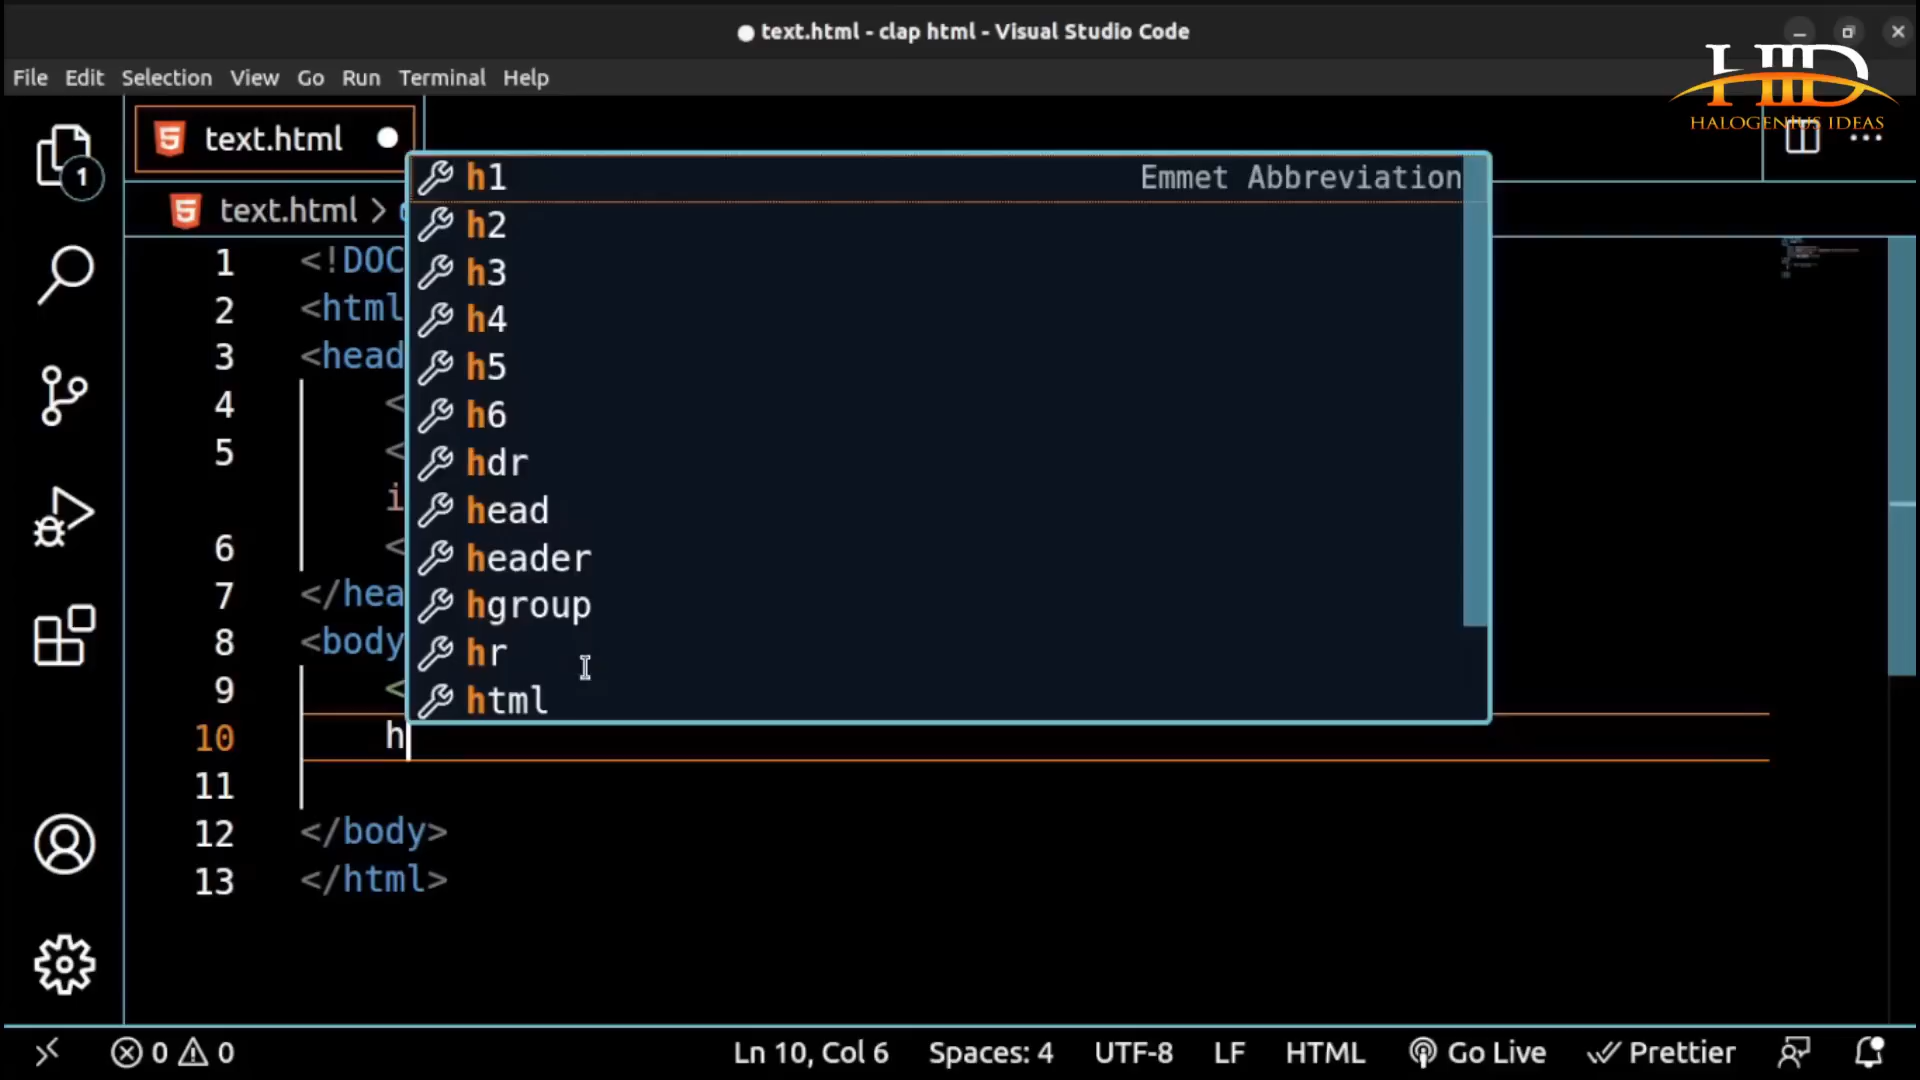 text.html - clap html - Visual Studio Code
File Edit Selection View Go Run Terminal Help
HID
HALOGENIUS IDEAS
text.html
1
text.html >
h1 Emmet Abbreviation
h2
h3
h4
h5
h6
hdr
head
header
hgroup
hr
html
1 <!DOC
2 <html
3 <head
4 <
5 <
i
6 <
7 </hea
8 <body
9 <
10 h
11
12 </body>
13 </html>
0 0 Ln 10, Col 6 Spaces: 4 UTF-8 LF HTML Go Live Prettier